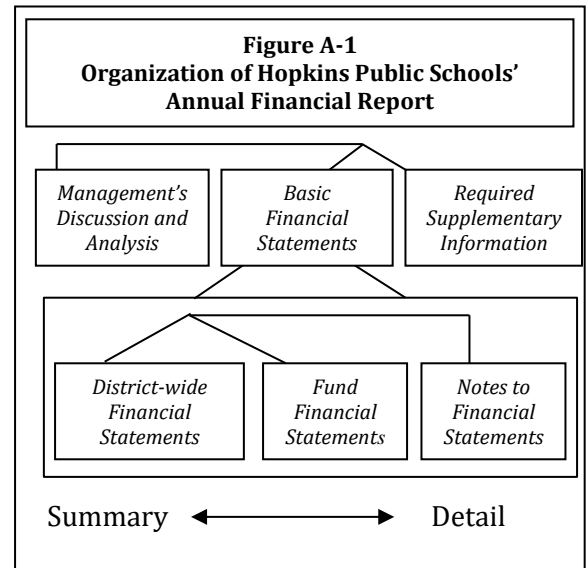 Figure A-1
Organization of Hopkins Public Schools’
Annual Financial Report
Management’s
Discussion and
Analysis
Basic
Financial
Statements
Required
Supplementary
Information
District-wide
Financial
Statements
Fund
Financial
Statements
Notes to
Financial
Statements
Summary
Detail